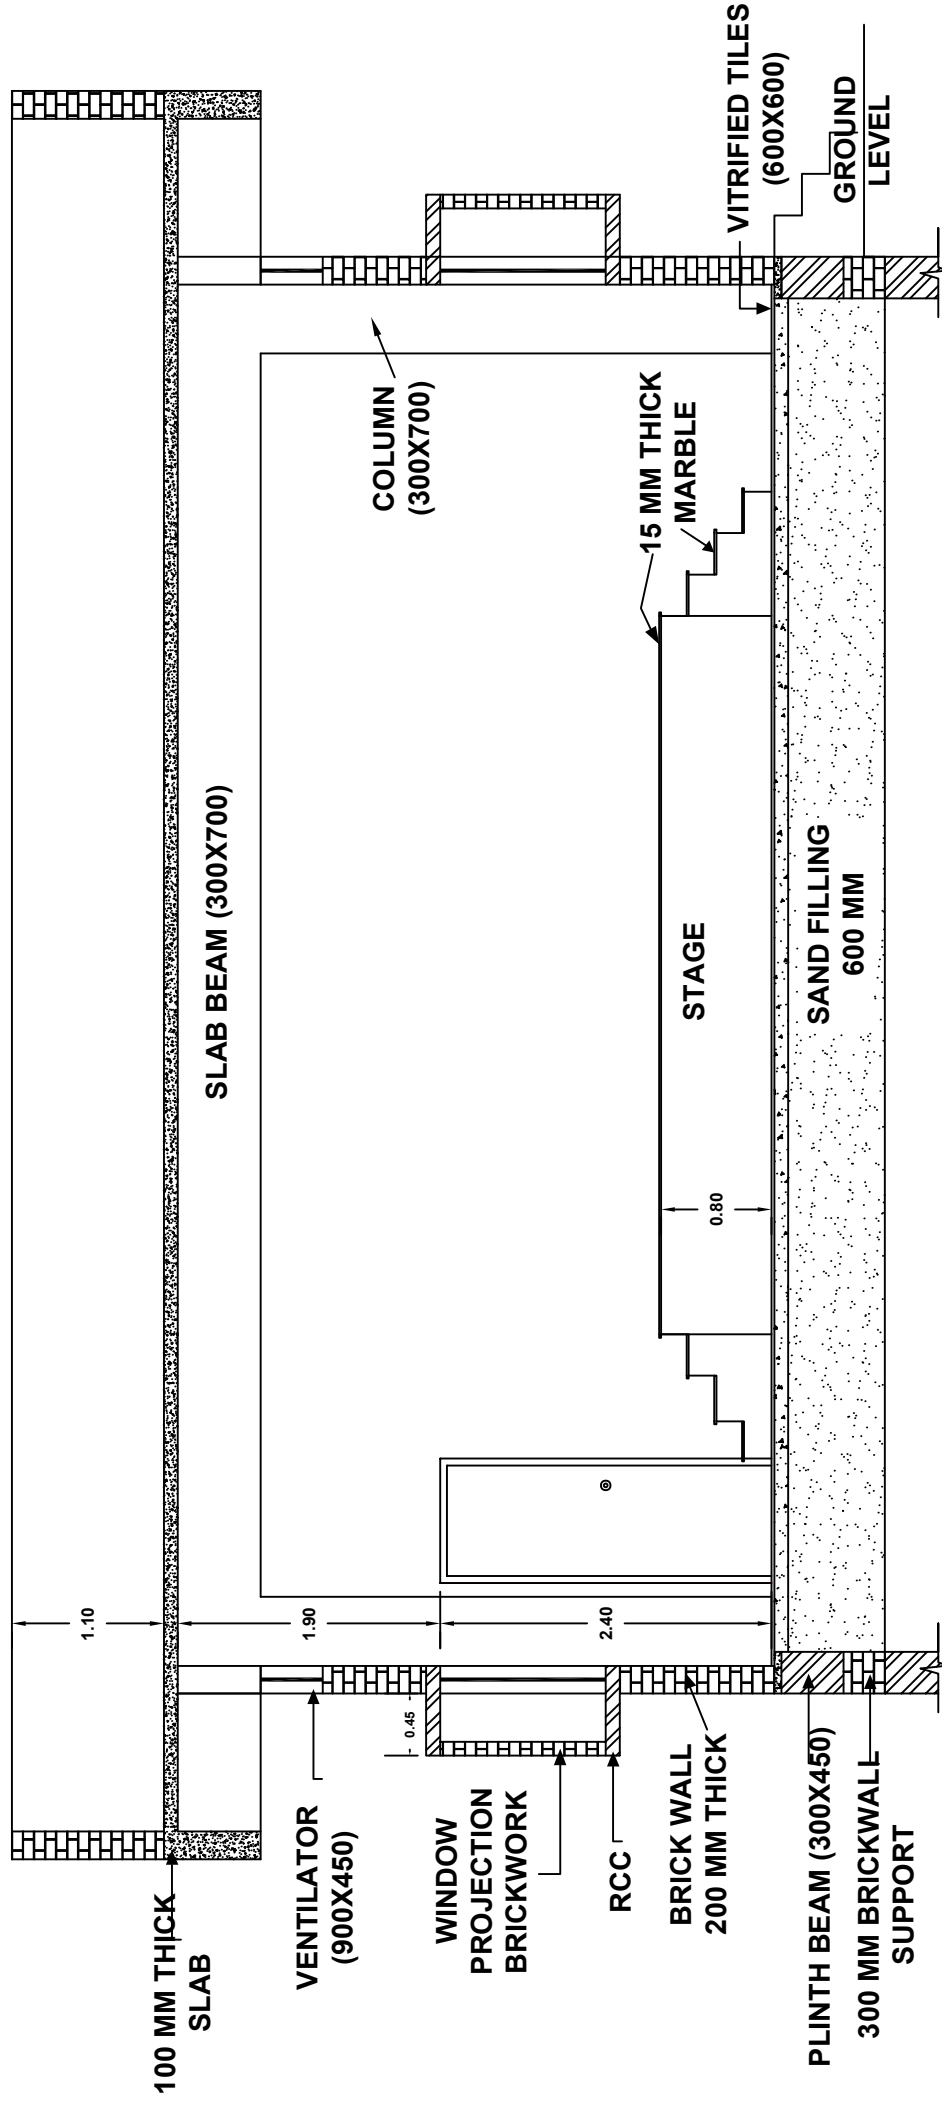 1.10
100 MM THICK
SLAB
SLAB BEAM (300X700)
1.90
VENTILATOR
(900X450)
COLUMN
(300X700)
0.45
WINDOW
PROJECTION
BRICKWORK
2.40
RCC
15 MM THICK
MARBLE
BRICK WALL
200 MM THICK
STAGE
0.80
VITRIFIED TILES
(600X600)
PLINTH BEAM (300X450)
SAND FILLING
600 MM
GROUND
LEVEL
300 MM BRICKWALL
SUPPORT